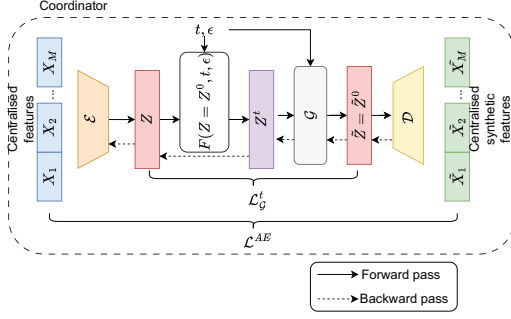 Coordinator
t, ϵ
Centralised
features
X_M
...
X_2
X_1
ℰ
Z
F(Z = Z^0, t, ϵ)
Z^t
𝒢
Z̃ = Z̃^0
𝒟
X̃_M
...
X̃_2
X̃_1
Centralised
synthetic
features
ℒ^t_𝒢
ℒ^{AE}
Forward pass
Backward pass